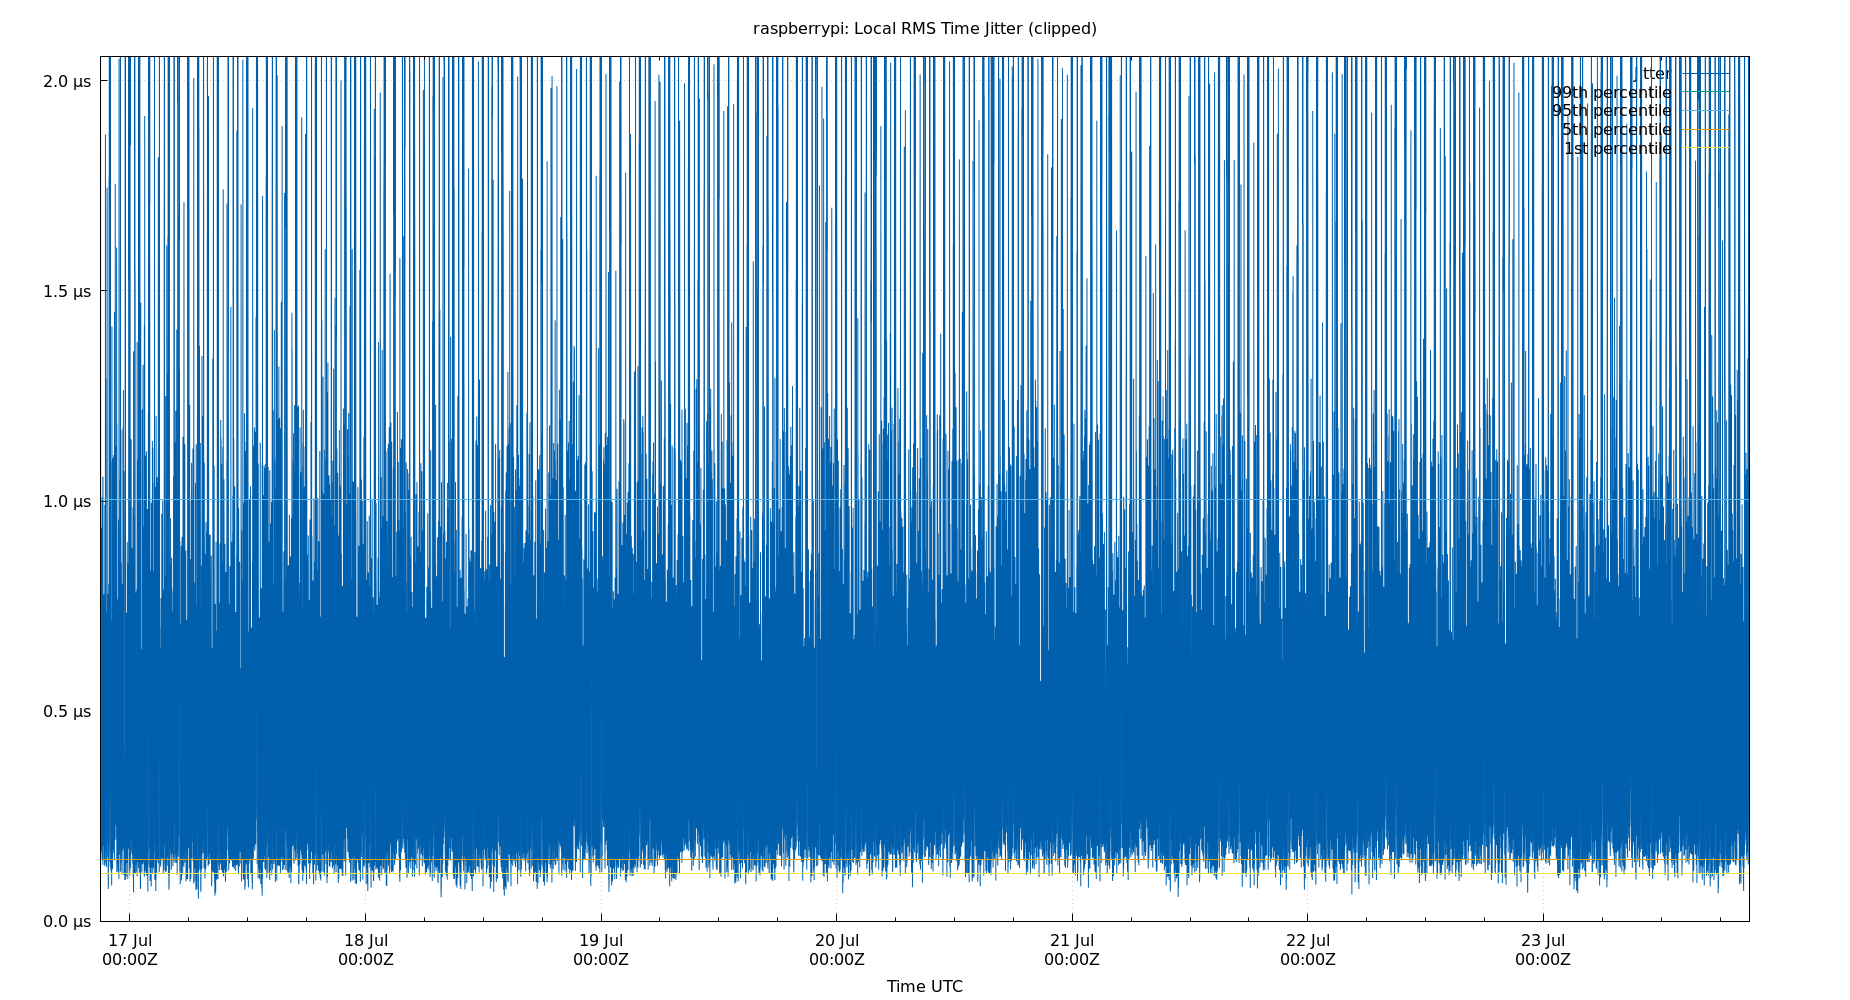 raspberrypi: Local RMS Time Jitter (clipped)
2.0 µs
1.5 µs
1.0 µs
0.5 µs
0.0 µs
Jitter
99th percentile
95th percentile
5th percentile
1st percentile
17 Jul
00:00Z
18 Jul
00:00Z
19 Jul
00:00Z
20 Jul
00:00Z
21 Jul
00:00Z
22 Jul
00:00Z
23 Jul
00:00Z
Time UTC